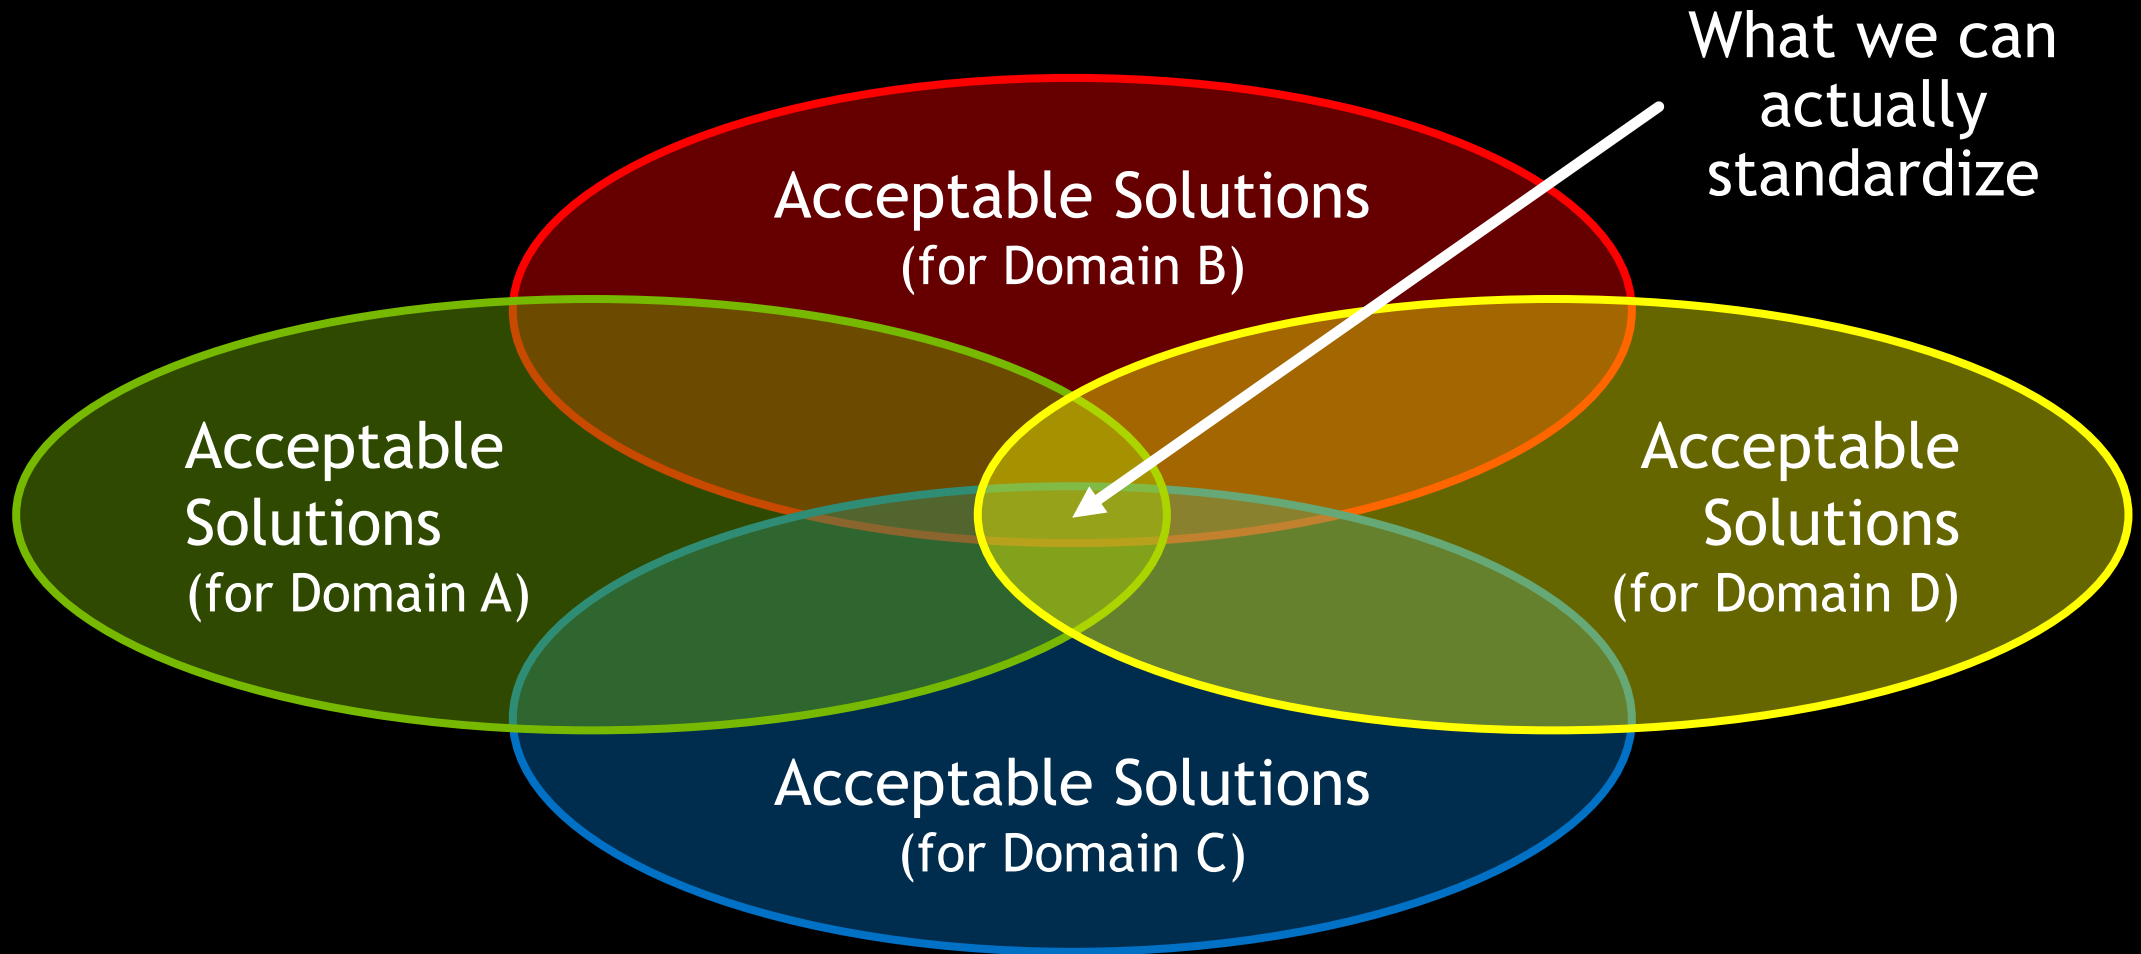 What we can
actually
standardize
Acceptable Solutions
(for Domain B)
Acceptable
Solutions
(for Domain A)
Acceptable
Solutions
(for Domain D)
Acceptable Solutions
(for Domain C)